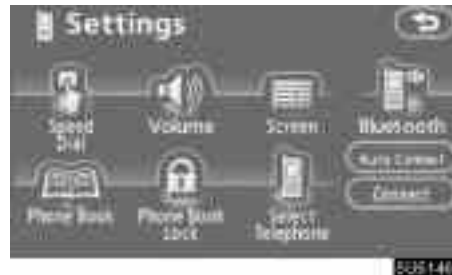 Settings
Speed
Dial
Volume
Screen
Bluetooth
Auto Connect
Connect
Phone Book
Phone Book
Lock
Select
Telephone